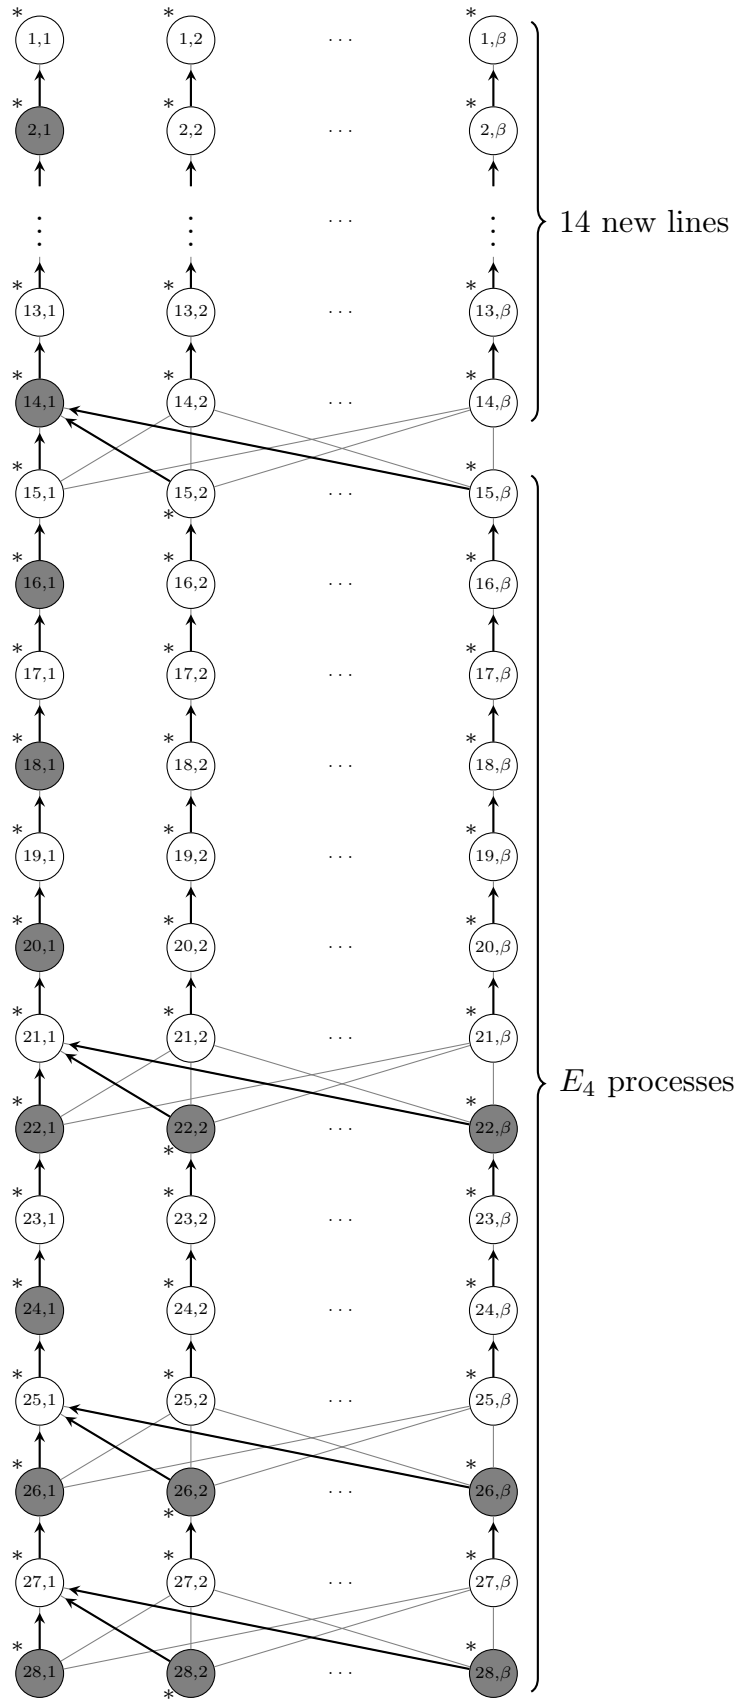 * * *
1,1 1,2 ... 1,β
* * *
2,1 2,2 ... 2,β
⋮ ⋮ ... ⋮ 14 new lines
* * *
13,1 13,2 ... 13,β
* * *
14,1 14,2 ... 14,β
* *
15,1 15,2 ... 15,β
*
* * *
16,1 16,2 ... 16,β
* * *
17,1 17,2 ... 17,β
* * *
18,1 18,2 ... 18,β
* * *
19,1 19,2 ... 19,β
* * *
20,1 20,2 ... 20,β
* * *
21,1 21,2 ... 21,β
E₄ processes
* *
22,1 22,2 ... 22,β
*
* * *
23,1 23,2 ... 23,β
* * *
24,1 24,2 ... 24,β
* * *
25,1 25,2 ... 25,β
* *
26,1 26,2 ... 26,β
*
* * *
27,1 27,2 ... 27,β
* *
28,1 28,2 ... 28,β
*